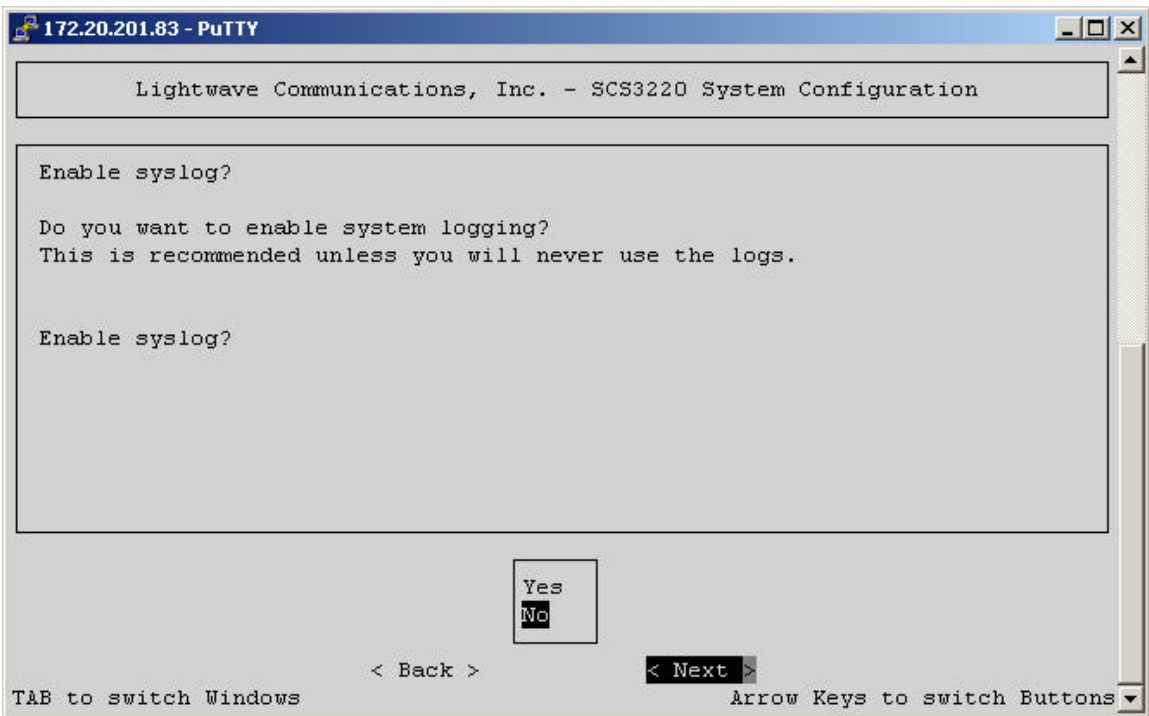 172.20.201.83 - PuTTY
Lightwave Communications, Inc. - SCS3220 System Configuration
Enable syslog?
Do you want to enable system logging?
This is recommended unless you will never use the logs.
Enable syslog?
Yes
No
< Back > < Next >
TAB to switch Windows Arrow Keys to switch Buttons